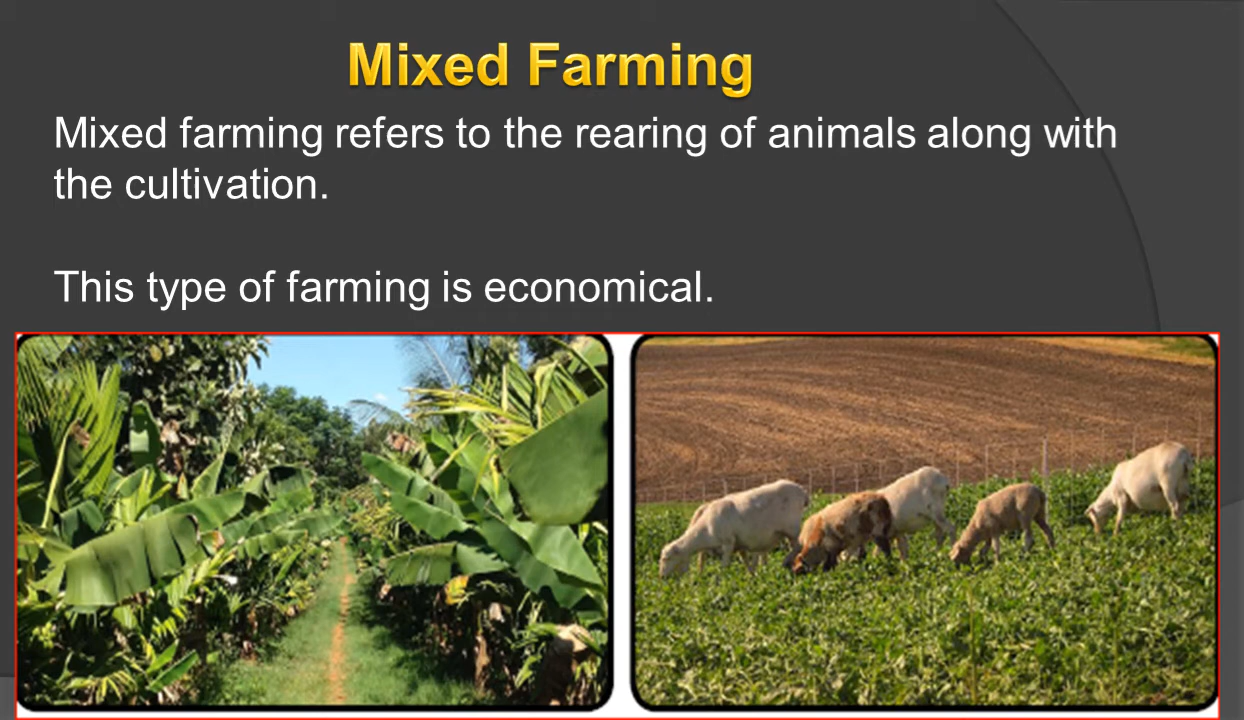 Mixed Farming
Mixed farming refers to the rearing of animals along with
the cultivation.
This type of farming is economical.